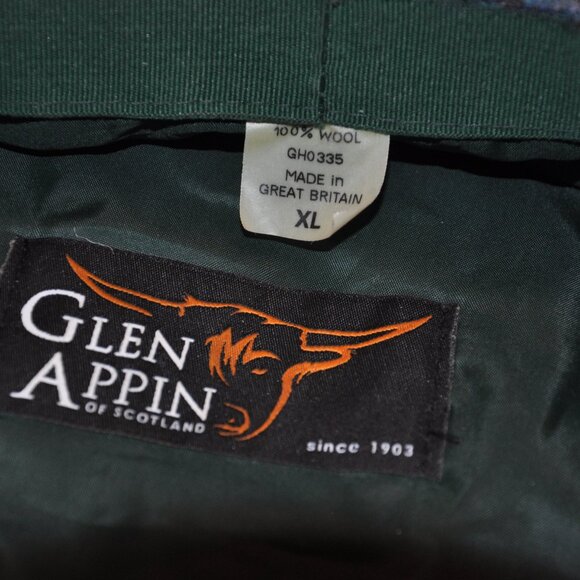 100% WOOL
GH0335
MADE in
GREAT BRITAIN
XL
GLEN
APPIN
OF SCOTLAND
since 1903